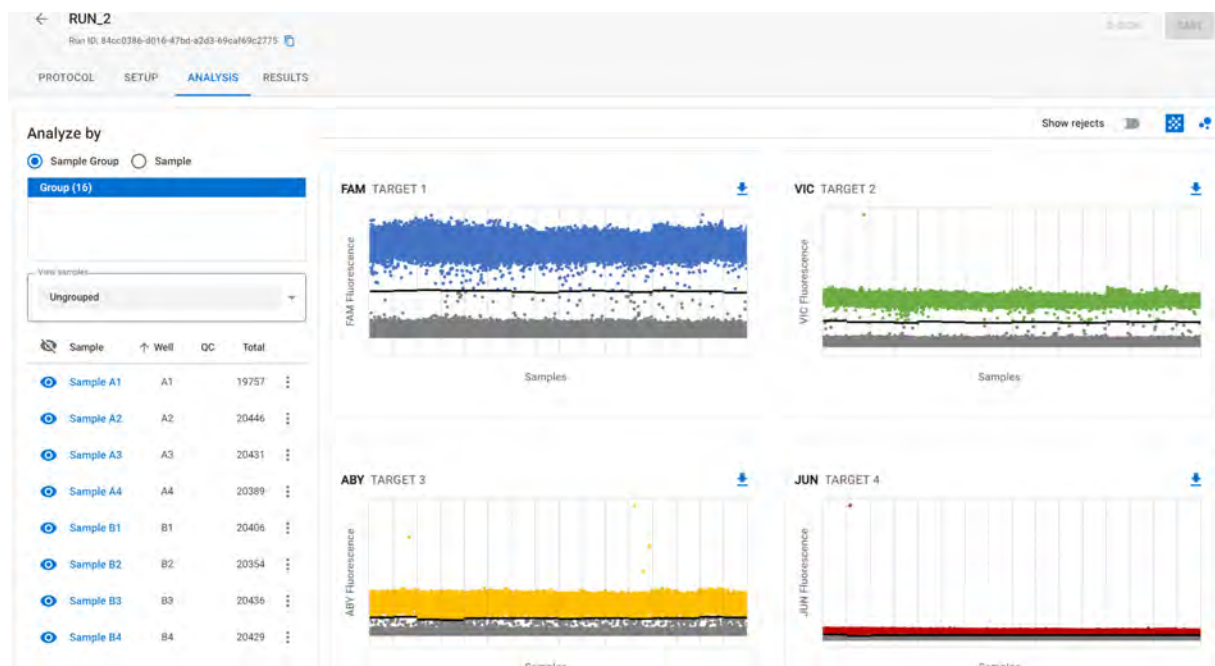 RUN_2
Run ID: 84cc0386-d016-47bd-a2d3-69caf69c2775
PROTOCOL SETUP ANALYSIS RESULTS
Analyze by
Sample Group Sample
Group (16)
View samples
Ungrouped
Sample Well QC Total
Sample A1 A1 19757
Sample A2 A2 20446
Sample A3 A3 20431
Sample A4 A4 20389
Sample B1 B1 20406
Sample B2 B2 20354
Sample B3 B3 20436
Sample B4 B4 20429
Show rejects
FAM TARGET 1
FAM Fluorescence
Samples
VIC TARGET 2
VIC Fluorescence
Samples
ABY TARGET 3
ABY Fluorescence
Samples
JUN TARGET 4
JUN Fluorescence
Samples